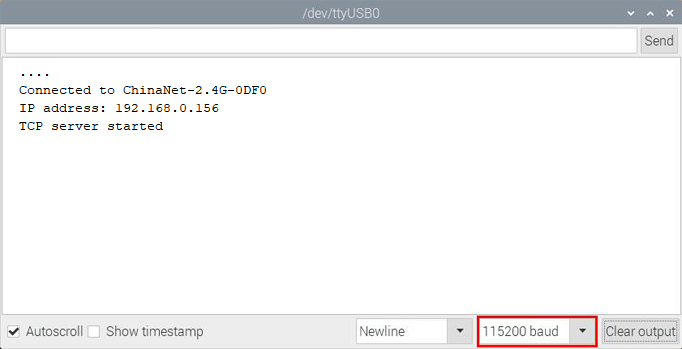 /dev/ttyUSB0
Send
....
Connected to ChinaNet-2.4G-0DF0
IP address: 192.168.0.156
TCP server started
Autoscroll Show timestamp Newline 115200 baud Clear output